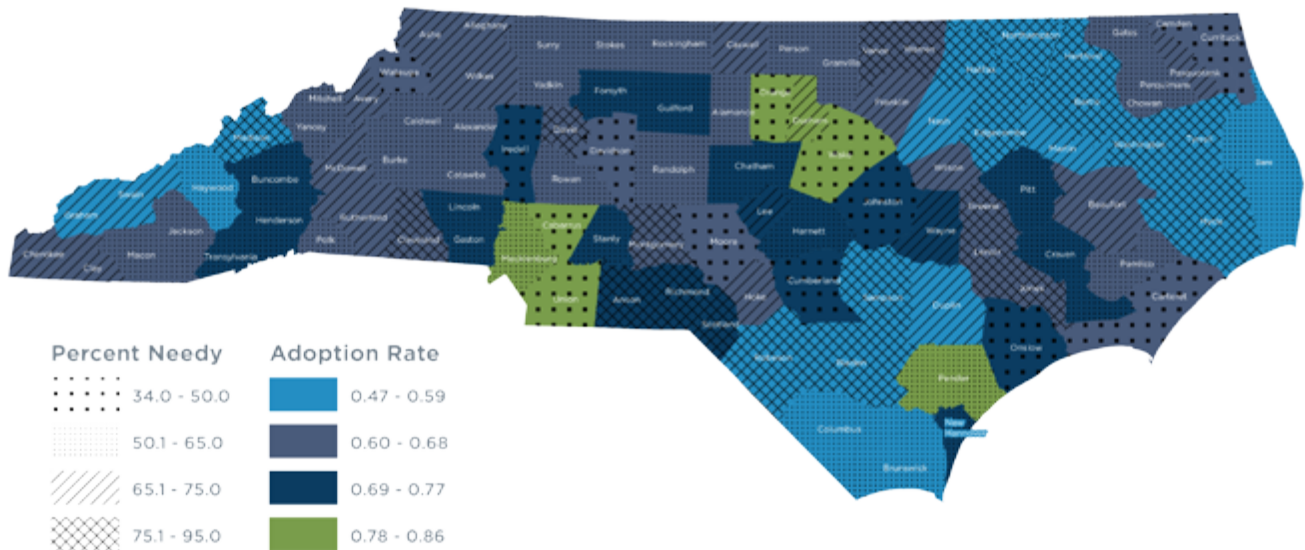 Alleghany
Ashe
Surry
Stokes
Rockingham
Caswell
Person
Vance
Warren
Northampton
Gates
Camden
Currituck
Watauga
Wilkes
Yadkin
Forsyth
Guilford
Alamance
Orange
Durham
Granville
Franklin
Halifax
Hertford
Bertie
Chowan
Perquimans
Pasquotank
Mitchell
Avery
Yancey
Caldwell
Alexander
Iredell
Davie
Davidson
Randolph
Chatham
Wake
Nash
Edgecombe
Martin
Washington
Tyrrell
Dare
Madison
Buncombe
McDowell
Burke
Catawba
Rowan
Wilson
Pitt
Beaufort
Hyde
Swain
Haywood
Graham
Jackson
Henderson
Rutherford
Polk
Cleveland
Lincoln
Gaston
Cabarrus
Mecklenburg
Stanly
Montgomery
Moore
Lee
Harnett
Johnston
Wayne
Greene
Lenoir
Craven
Pamlico
Cherokee
Clay
Macon
Transylvania
Union
Anson
Richmond
Scotland
Hoke
Cumberland
Sampson
Duplin
Jones
Carteret
Onslow
Robeson
Bladen
Pender
Columbus
Brunswick
New
Hanover
Percent Needy
34.0 - 50.0
50.1 - 65.0
65.1 - 75.0
75.1 - 95.0
Adoption Rate
0.47 - 0.59
0.60 - 0.68
0.69 - 0.77
0.78 - 0.86